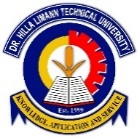 DR. HILLA LIMANN TECHNICAL UNIVERSITY
Est. 1999
KNOWLEDGE, APPLICATION AND SERVICE